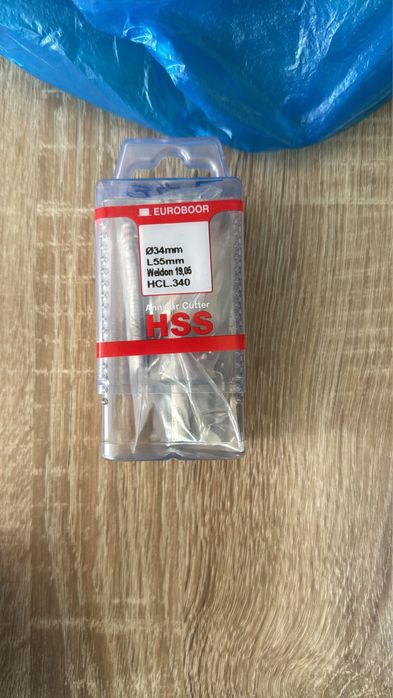 EUROBOOR
Ø34mm
L55mm
Weldon 19,05
HCL.340
Annular Cutter
HSS